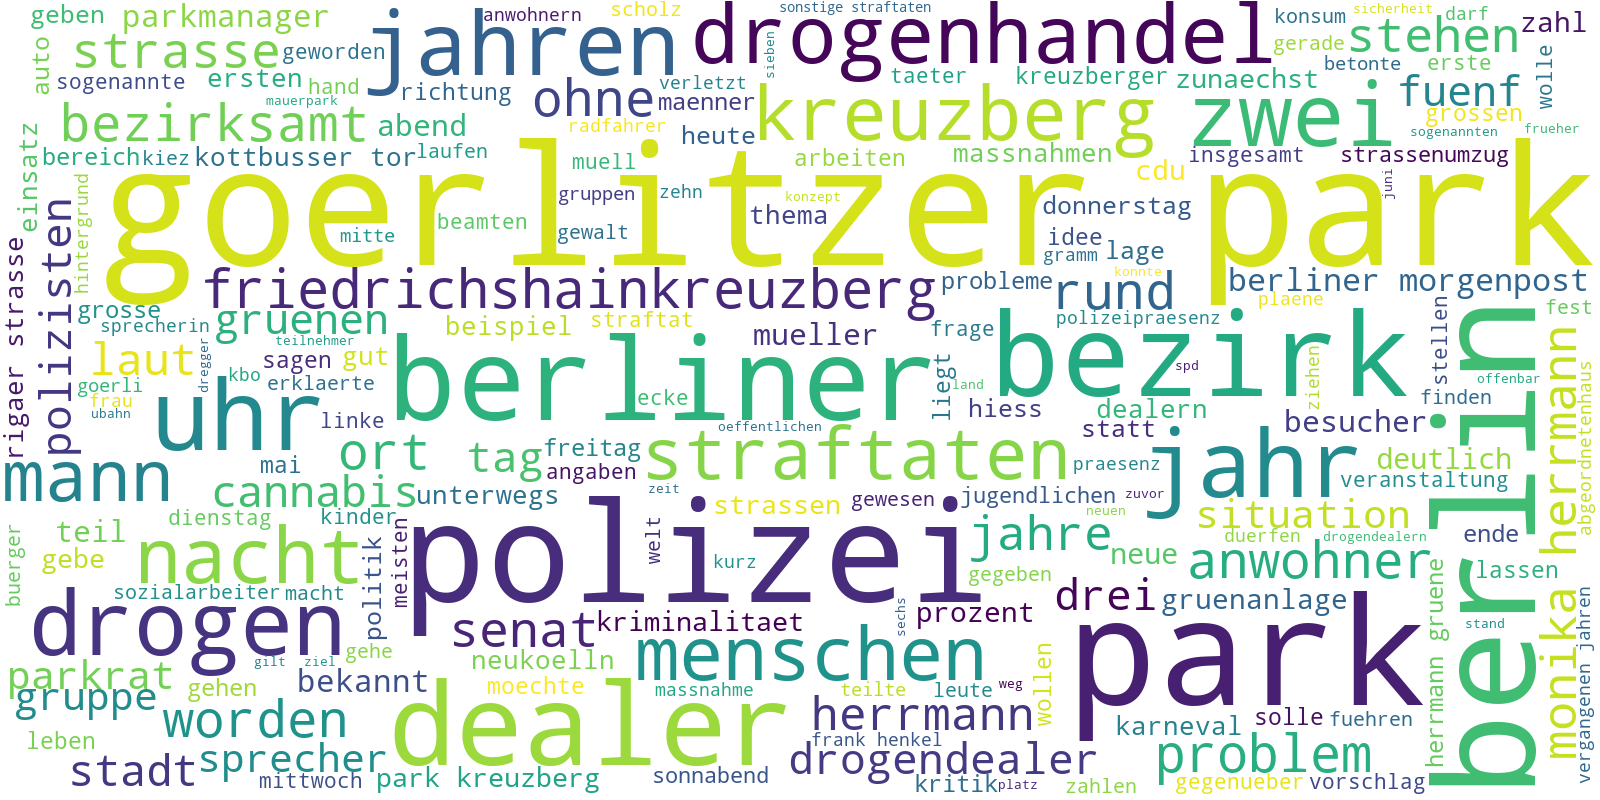 geben
parkmanager
anwohnern
scholz
sonstige straftaten
konsum
darf
sicherheit
zahl
strasse
jahren
drogenhandel
stehen
gerade
betonte
erste
auto
sogenannte
ersten
geworden
hand
richtung
verletzt
sieben
taeter
kreuzberger
zunaechst
fuenf
wolle
mauerpark
ohne
maenner
kreuzberg
zwei
grossen
bezirksamt
abend
radfahrer
heute
sogenannten
frueher
einsatz
bereich
kiez
kottbusser tor
laufen
muell
arbeiten
massnahmen
insgesamt
strassenumzug
goerlitzer park
cdu
juni
gruppen
zehn
konzept
hintergrund
polizisten
mitte
beamten
gewalt
thema
donnerstag
idee
gramm
lage
rigaer strasse
friedrichshainkreuzberg
probleme
konnte
rund
berliner morgenpost
plaene
grosse
sprecherin
gruenen
beispiel
straftat
mueller
frage
polizeipraesenz
stellen
fest
laut
teilnehmer
sagen
gut
dregger
berliner
bezirk
berlin
goerli
kbo
erklaerte
frau
ubahn
uhr
linke
ecke
liegt
land
spd
hiess
dealern
ziehen
finden
offenbar
monika herrmann
abgeordnetenhaus
oeffentlichen
statt
besucher
mann
mai
ort
tag
freitag
angaben
straftaten
praesenz
jahr
deutlich
veranstaltung
cannabis
unterwegs
zeit
strassen
gewesen
jugendlichen
zuvor
neuen
situation
buerger
teil
dienstag
kinder
gebe
nacht
politik
meisten
polizei
welt
kurz
jahre
gegeben
neue
duerfen
drogendealern
anwohner
ende
lassen
sozialarbeiter
macht
drogen
senat
kriminalitaet
sechs
prozent
drei
gruenanlage
park
herrmann gruene
stand
vergangenen jahren
parkrat
gilt
ziel
gehe
neukoelln
menschen
gruppe
gehen
bekannt
moechte
massnahme
teilte
leute
weg
wollen
worden
dealer
herrmann
karneval
solle
fuehren
leben
sprecher
frank henkel
problem
stadt
mittwoch
park kreuzberg
sonnabend
drogendealer
kritik
platz
zahlen
gegenueber
vorschlag